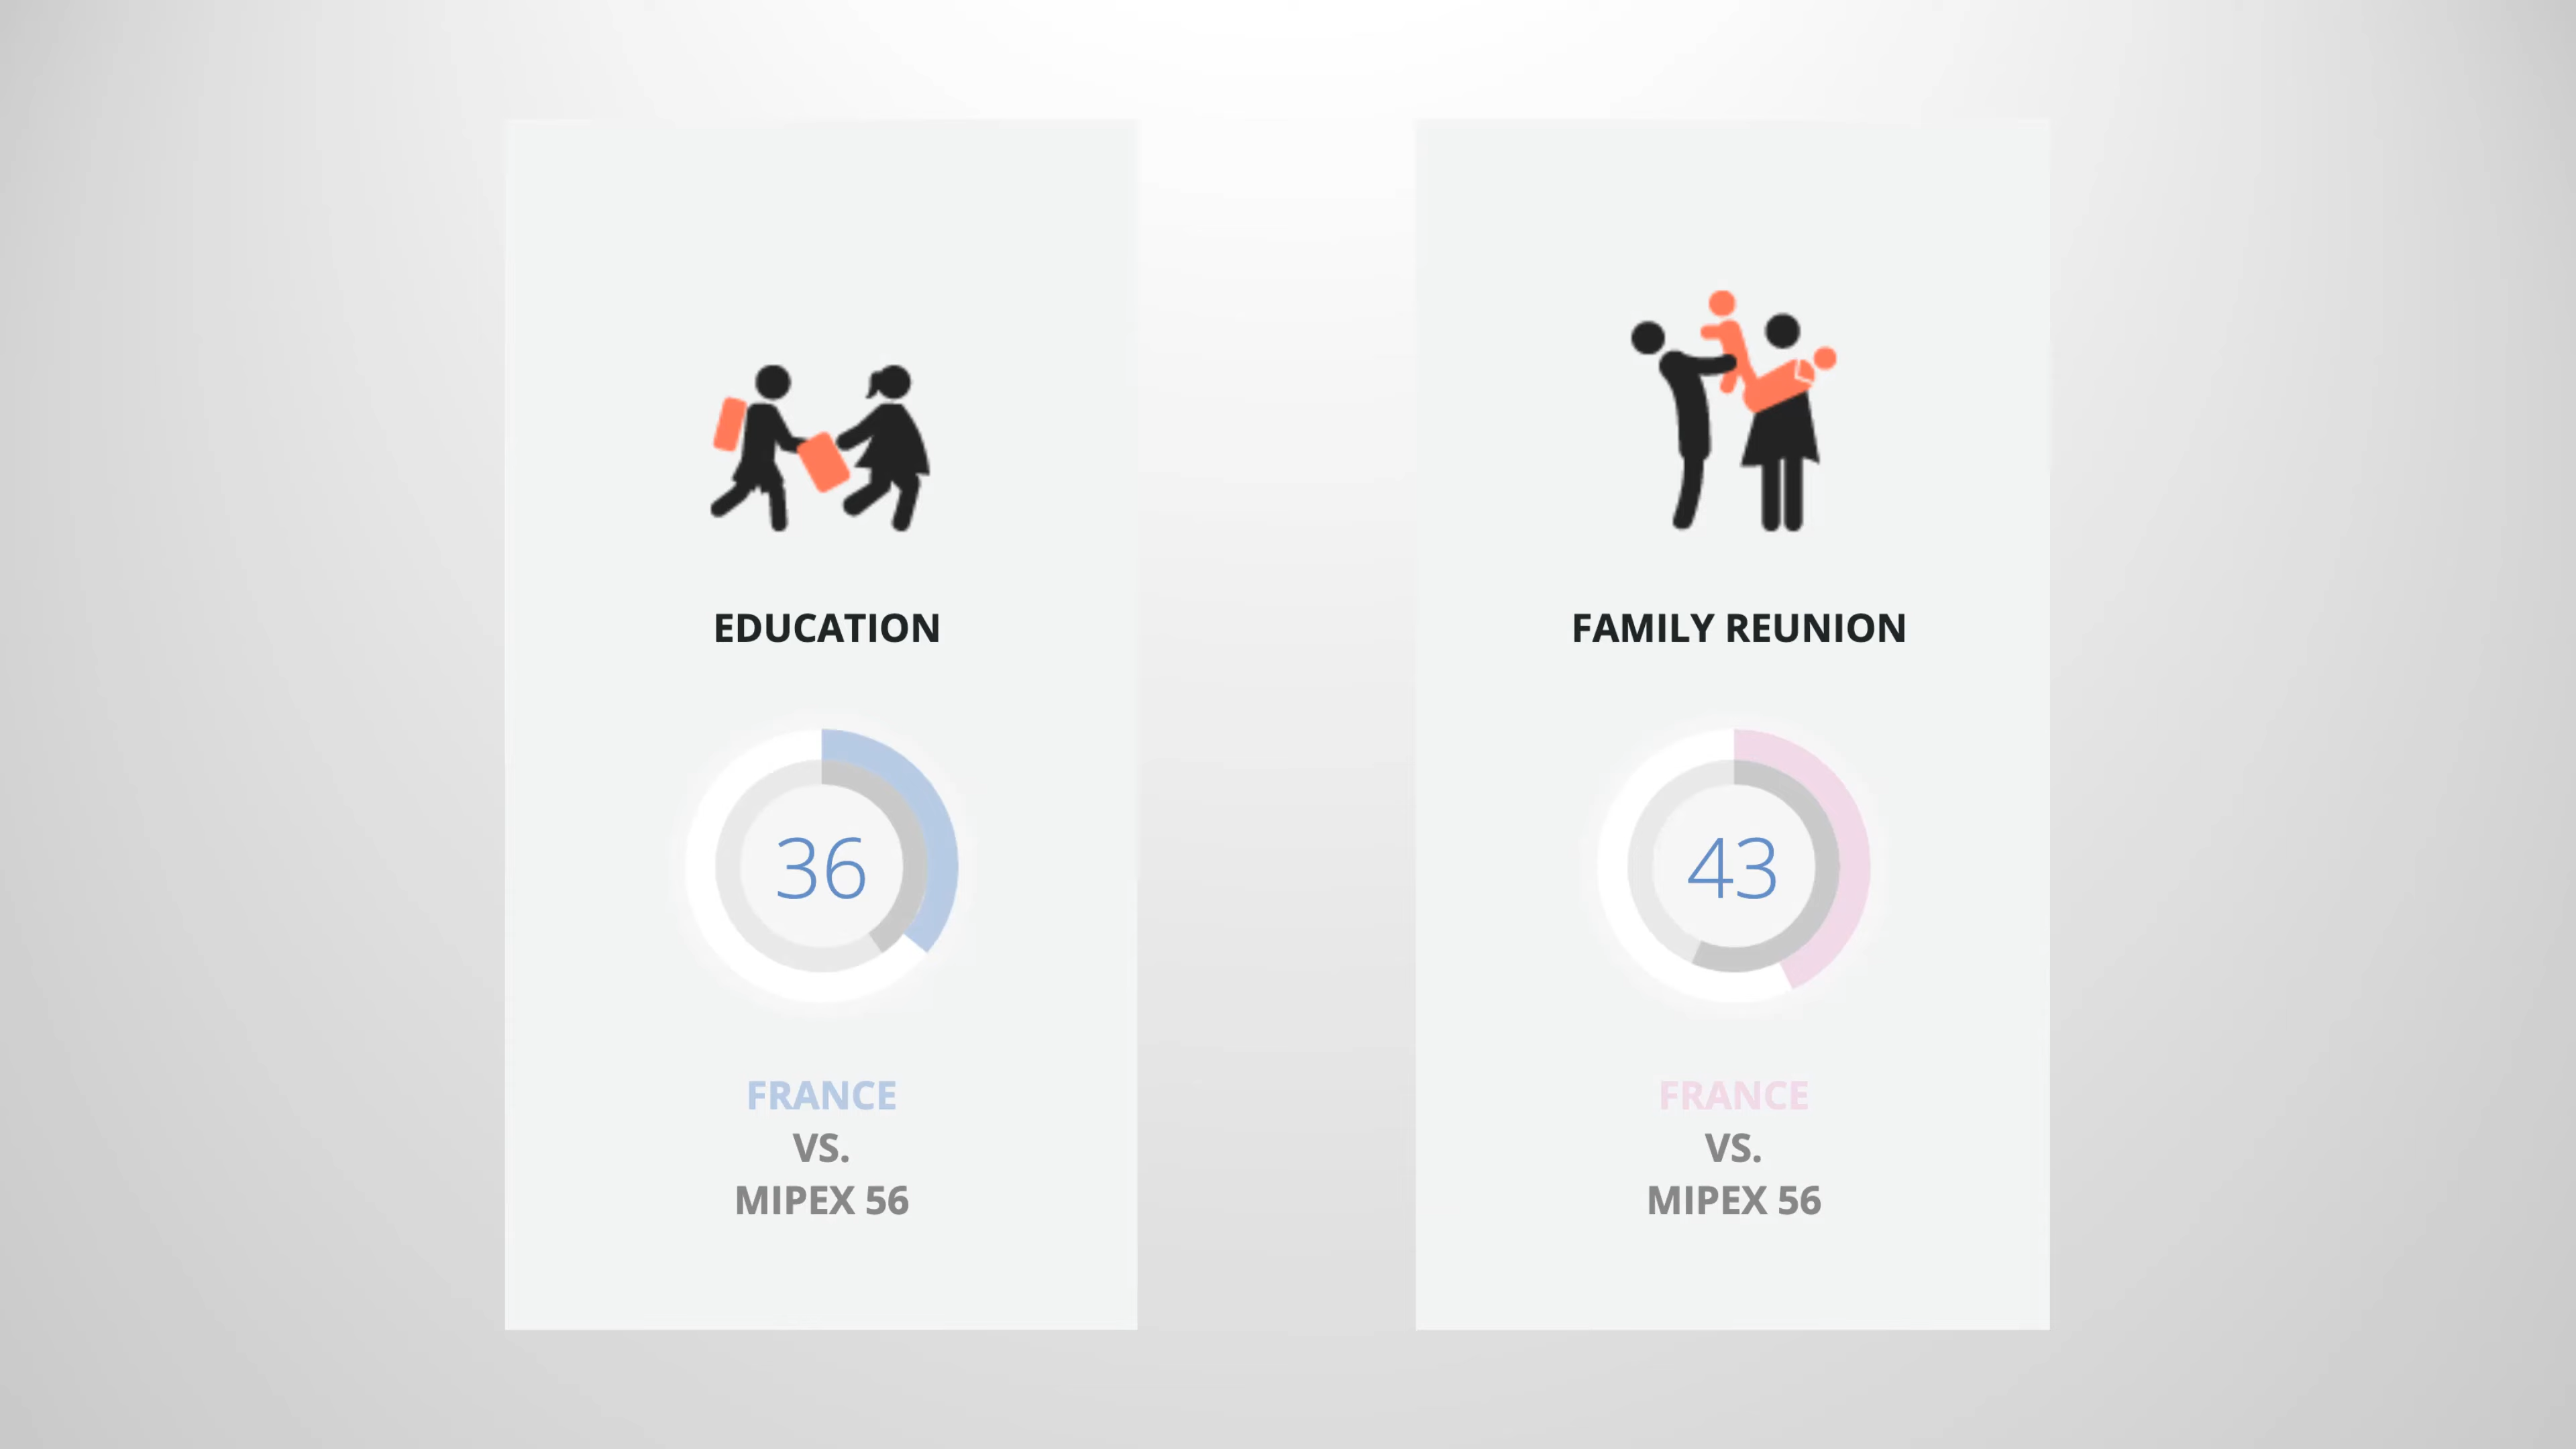 EDUCATION
36
FRANCE
VS.
MIPEX 56
FAMILY REUNION
43
FRANCE
VS.
MIPEX 56